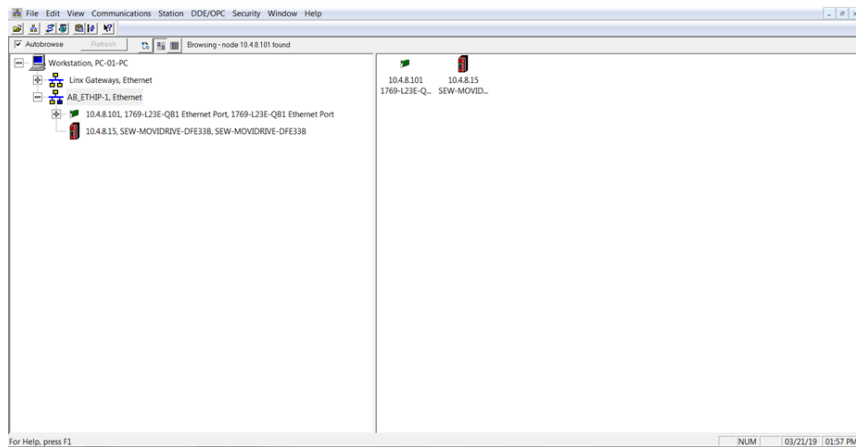 File Edit View Communications Station DDE/OPC Security Window Help
Autobrowse Refresh Browsing - node 10.4.8.101 found
Workstation, PC-01-PC
Linx Gateways, Ethernet
AB_ETHIP-1, Ethernet
10.4.8.101, 1769-L23E-QB1 Ethernet Port, 1769-L23E-QB1 Ethernet Port
10.4.8.15, SEW-MOVIDRIVE-DFE33B, SEW-MOVIDRIVE-DFE33B
10.4.8.101 10.4.8.15
1769-L23E-Q... SEW-MOVID...
For Help, press F1 NUM 03/21/19 01:57 PM